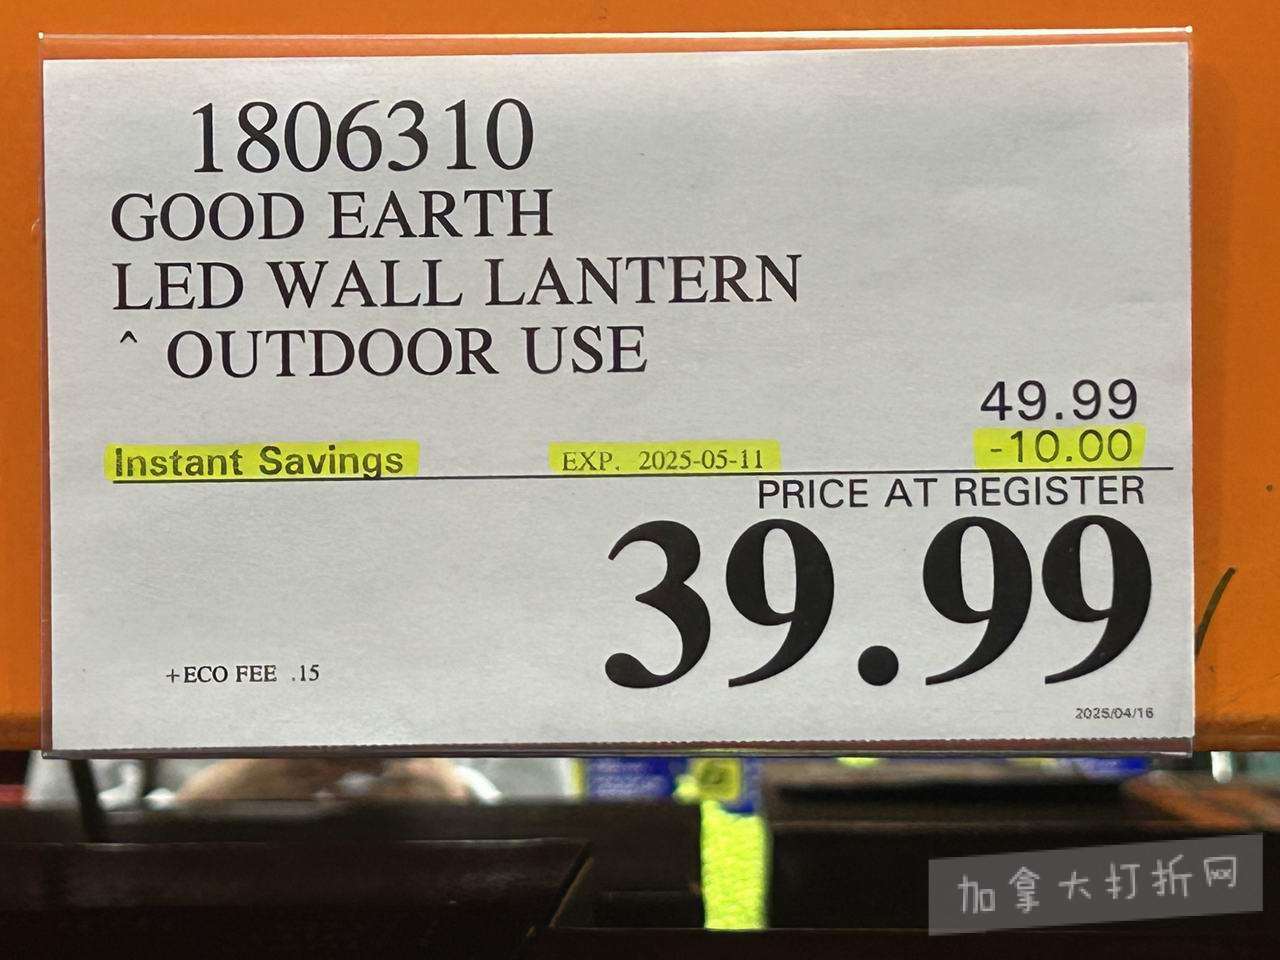 1806310
GOOD EARTH
LED WALL LANTERN
^ OUTDOOR USE
49.99
Instant Savings EXP. 2025-05-11 -10.00
PRICE AT REGISTER
39.99
+ECO FEE .15
2025/04/16
加拿大打折网